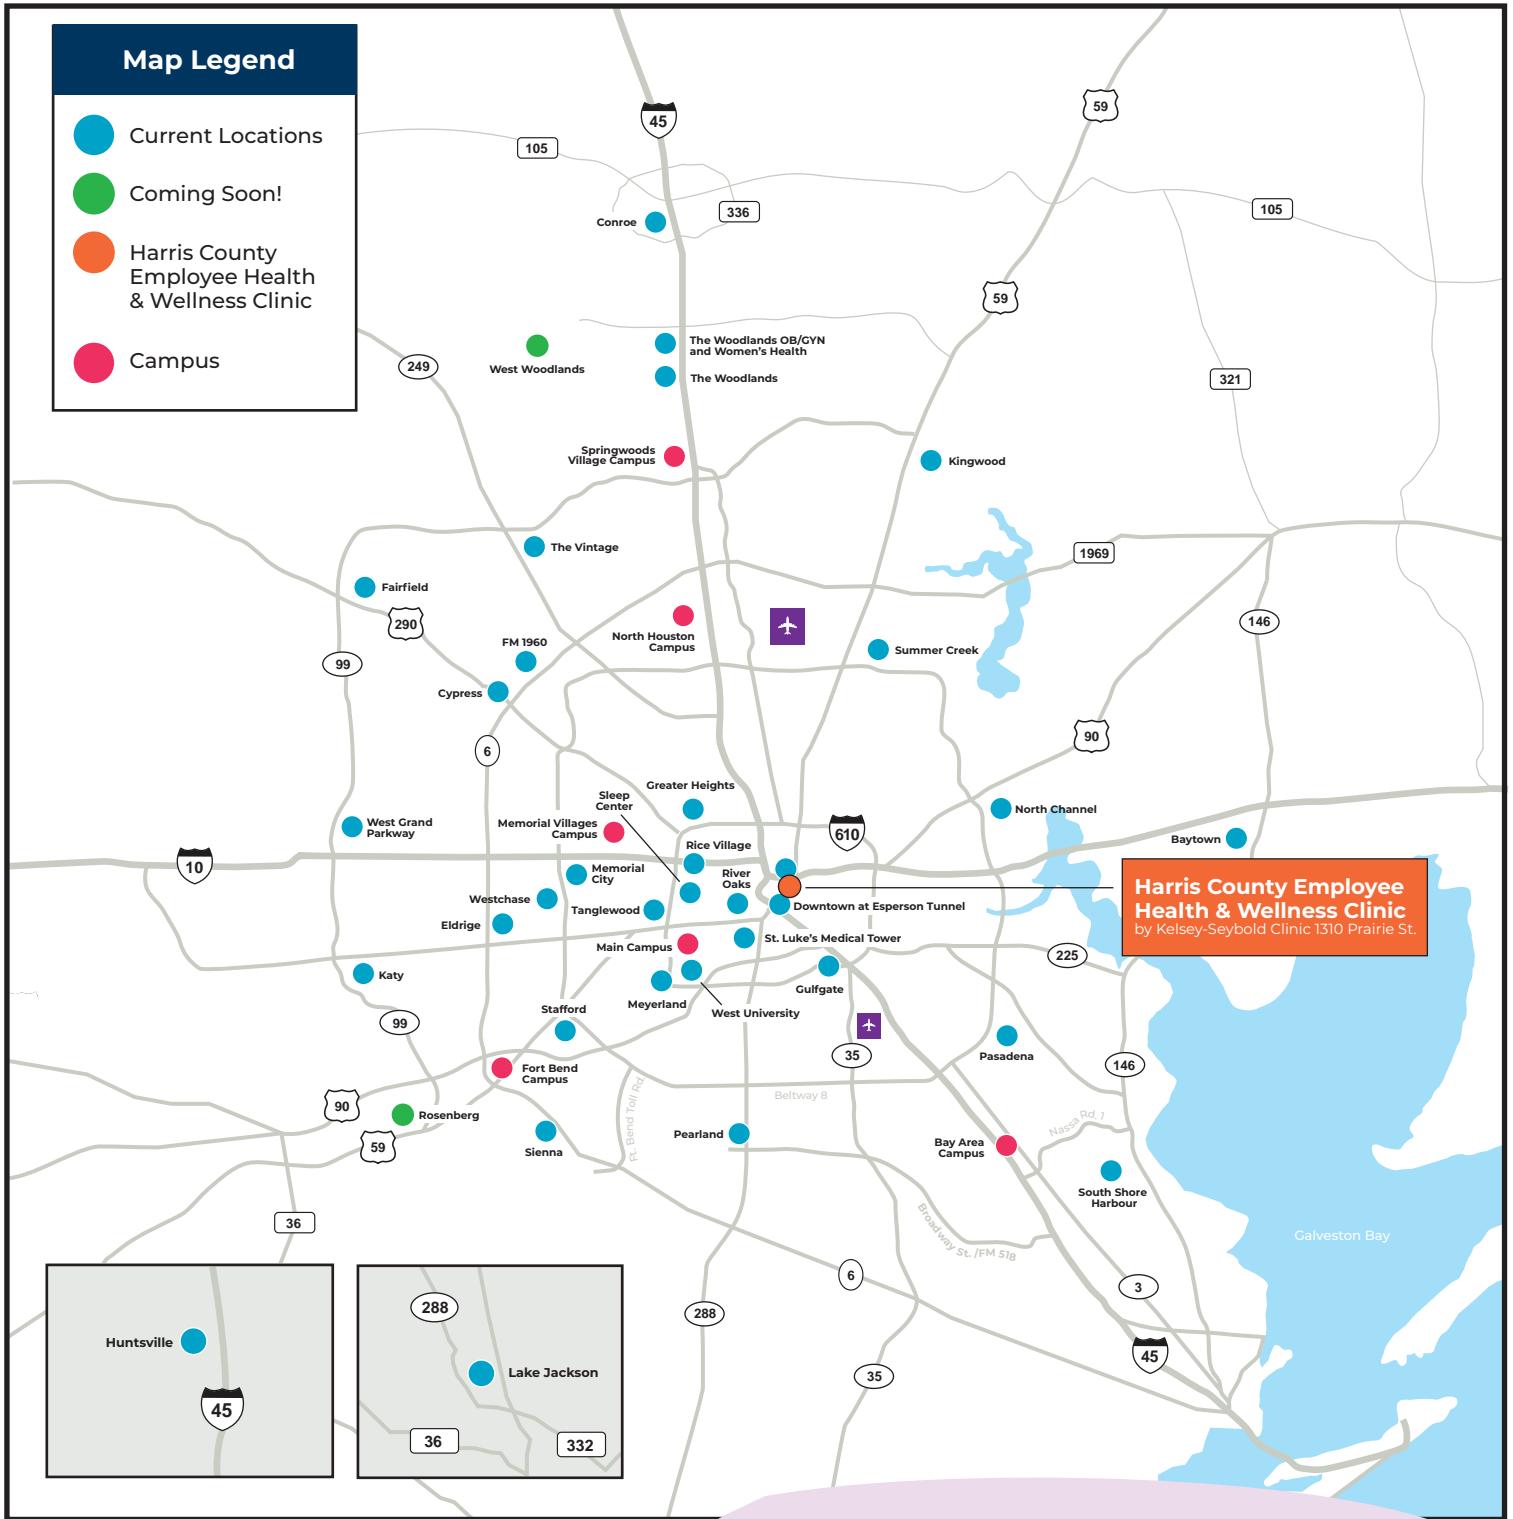 Map Legend
Current Locations
Coming Soon!
Harris County
Employee Health
& Wellness Clinic
Campus
45
59
105
336
105
Conroe
59
The Woodlands OB/GYN
and Women's Health
West Woodlands
249
The Woodlands
321
Springwoods
Village Campus
Kingwood
The Vintage
1969
Fairfield
290
146
North Houston
Campus
FM 1960
Summer Creek
99
Cypress
90
6
Greater Heights
Sleep
Center
North Channel
West Grand
Parkway
Memorial Villages
Campus
610
Baytown
Rice Village
10
Memorial
City
River
Oaks
Harris County Employee
Health & Wellness Clinic
by Kelsey-Seybold Clinic 1310 Prairie St.
Westchase
Tanglewood
Downtown at Esperson Tunnel
Eldrige
Main Campus
St. Luke's Medical Tower
225
Katy
Gulfgate
Meyerland
West University
Stafford
99
35
Pasadena
146
Fort Bend
Campus
90
Beltway 8
Rosenberg
Ft. Bend Toll Rd.
Nassa Rd. 1
59
Pearland
Bay Area
Campus
Sienna
South Shore
Harbour
36
Broadway St. /FM 518
Galveston Bay
6
3
288
45
35
Huntsville
45
288
Lake Jackson
36
332